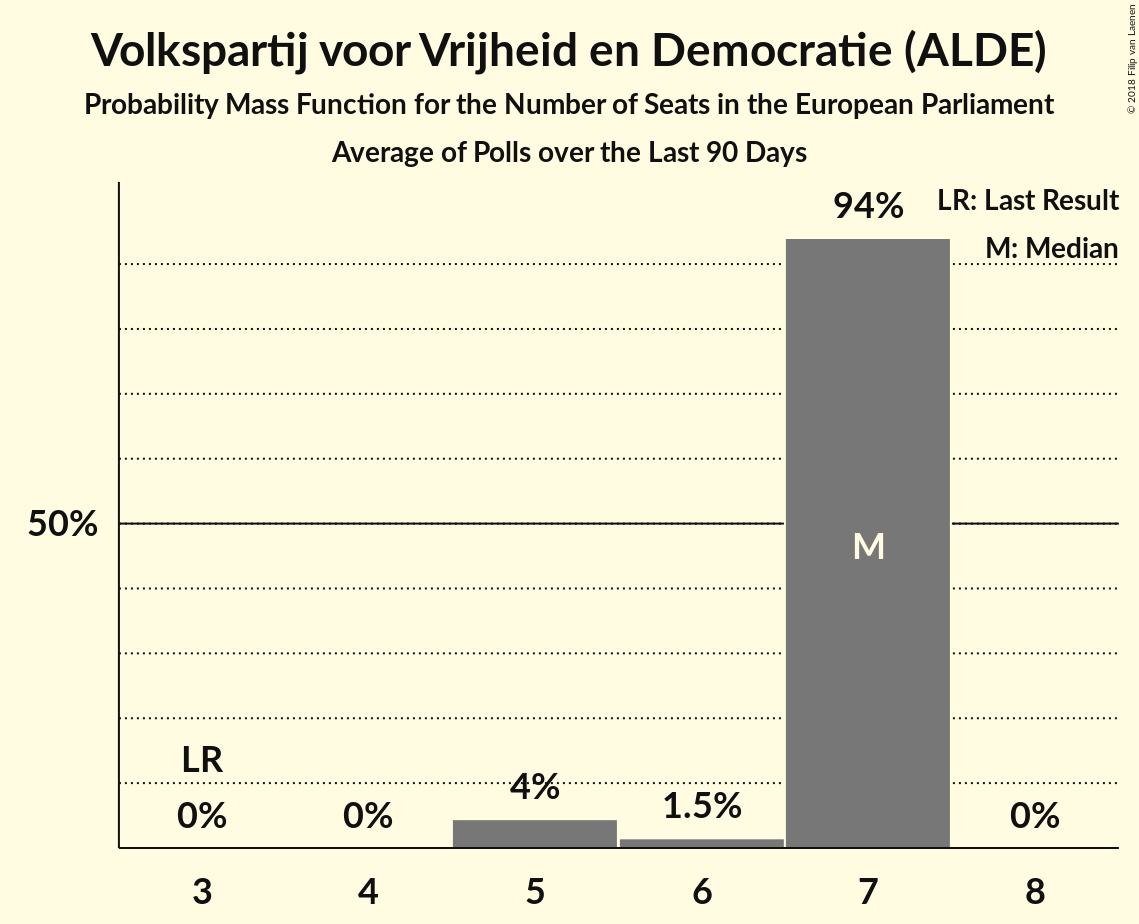 Volkspartij voor Vrijheid en Democratie (ALDE)
Probability Mass Function for the Number of Seats in the European Parliament
Average of Polls over the Last 90 Days
© 2018 Filip van Laenen
LR: Last Result
M: Median
94%
50%
M
LR
0%
0%
4%
1.5%
0%
3
4
5
6
7
8